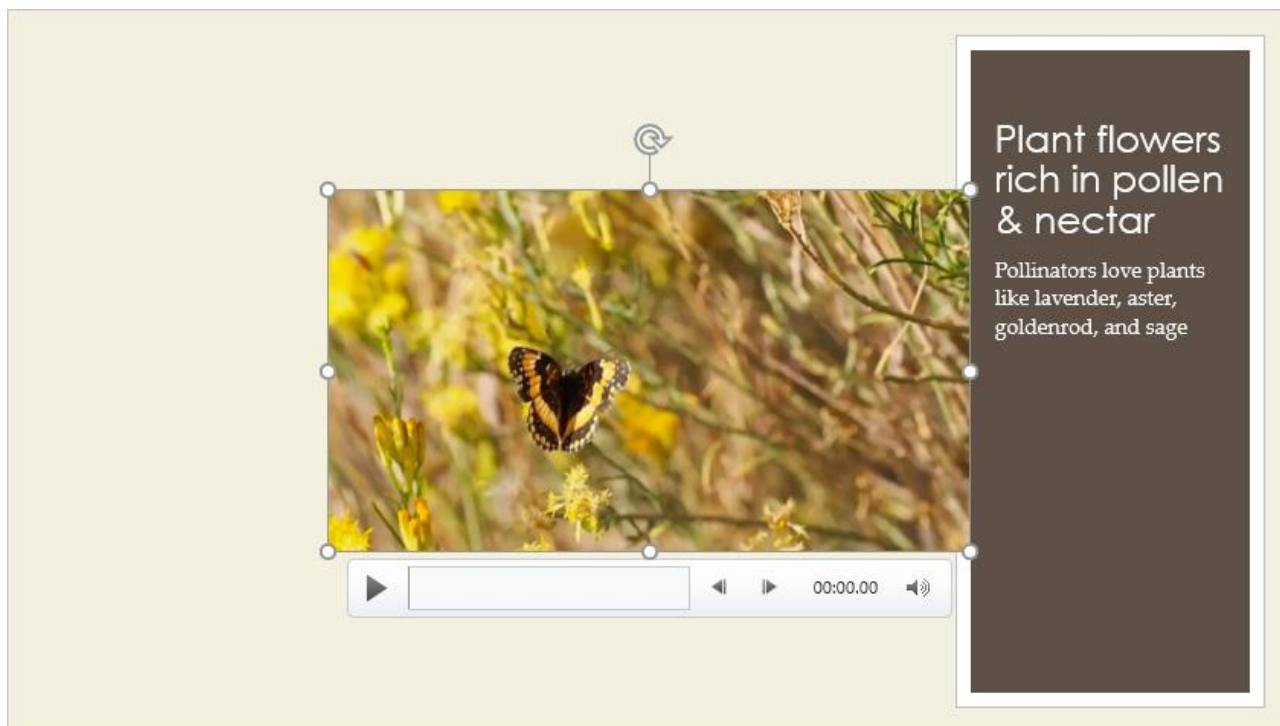 Plant flowers
rich in pollen
& nectar
Pollinators love plants
like lavender, aster,
goldenrod, and sage
00:00.00